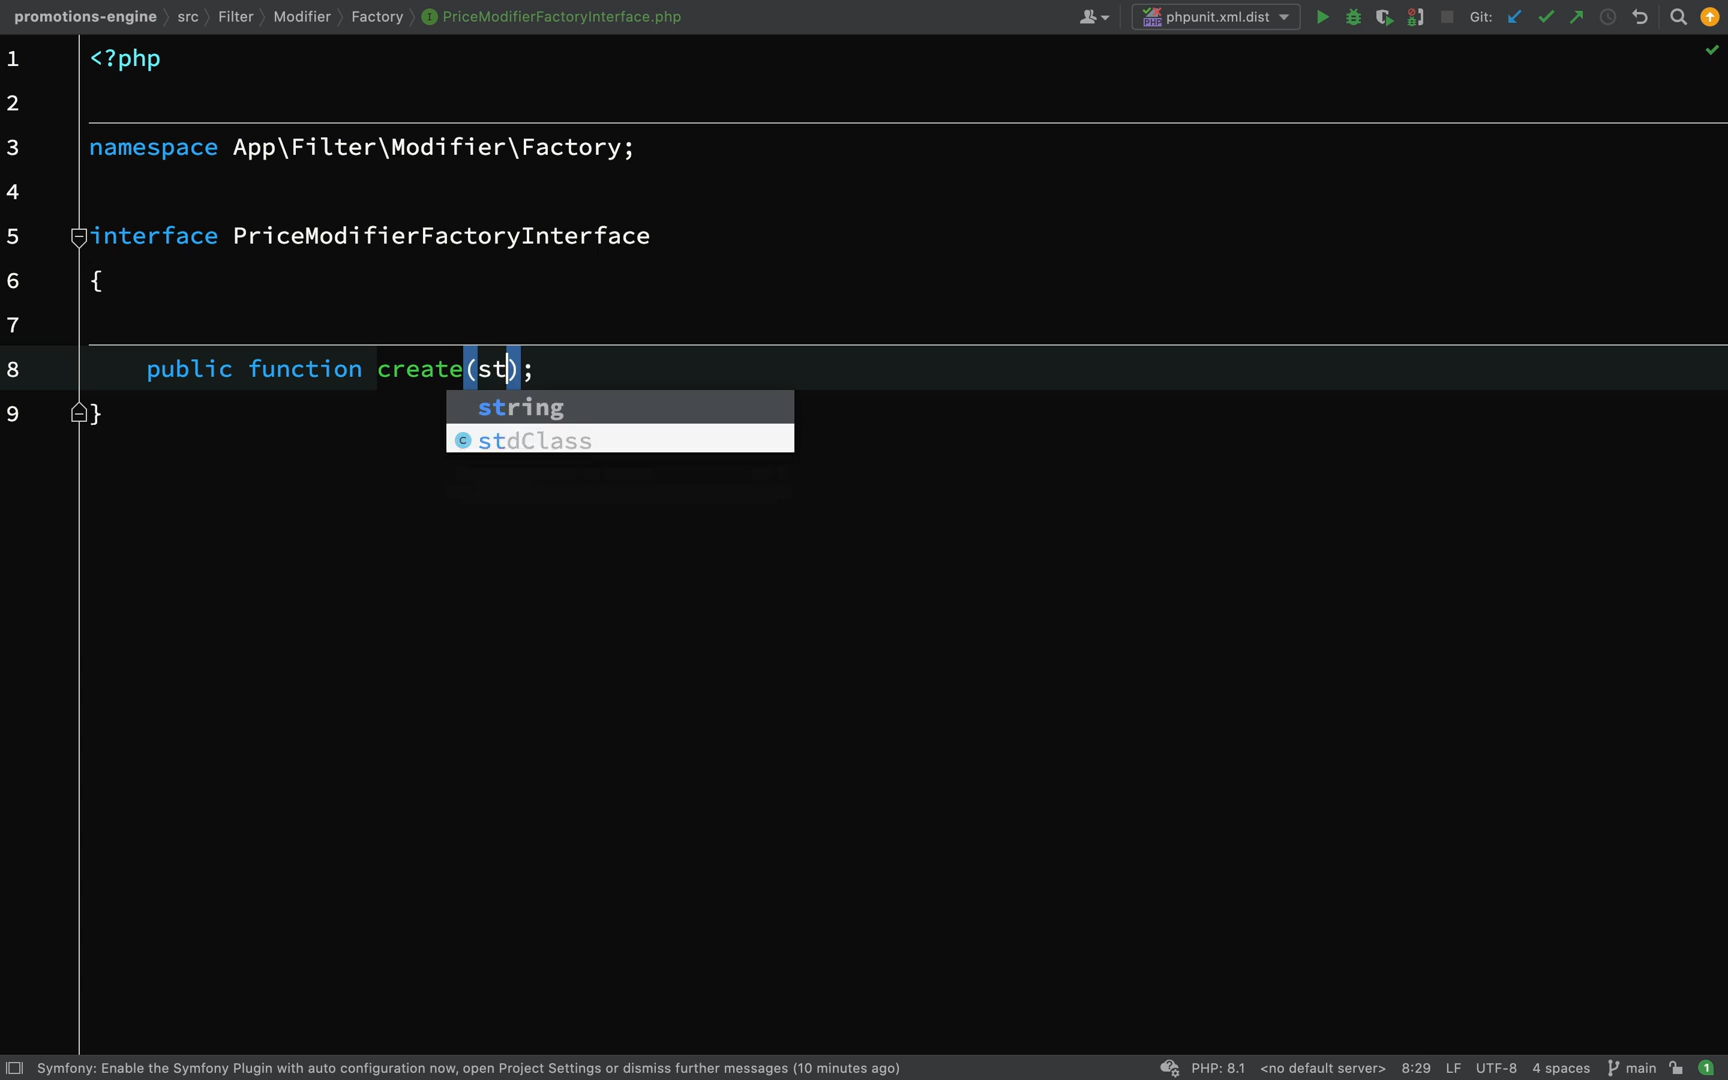 promotions-engine src Filter Modifier Factory PriceModifierFactoryInterface.php phpunit.xml.dist Git:
1 <?php
2
3 namespace App\Filter\Modifier\Factory;
4
5 interface PriceModifierFactoryInterface
6 {
7
8 public function create(st);
string
9 }
stdClass
Symfony: Enable the Symfony Plugin with auto configuration now, open Project Settings or dismiss further messages (10 minutes ago) PHP: 8.1 <no default server> 8:29 LF UTF-8 4 spaces main 1